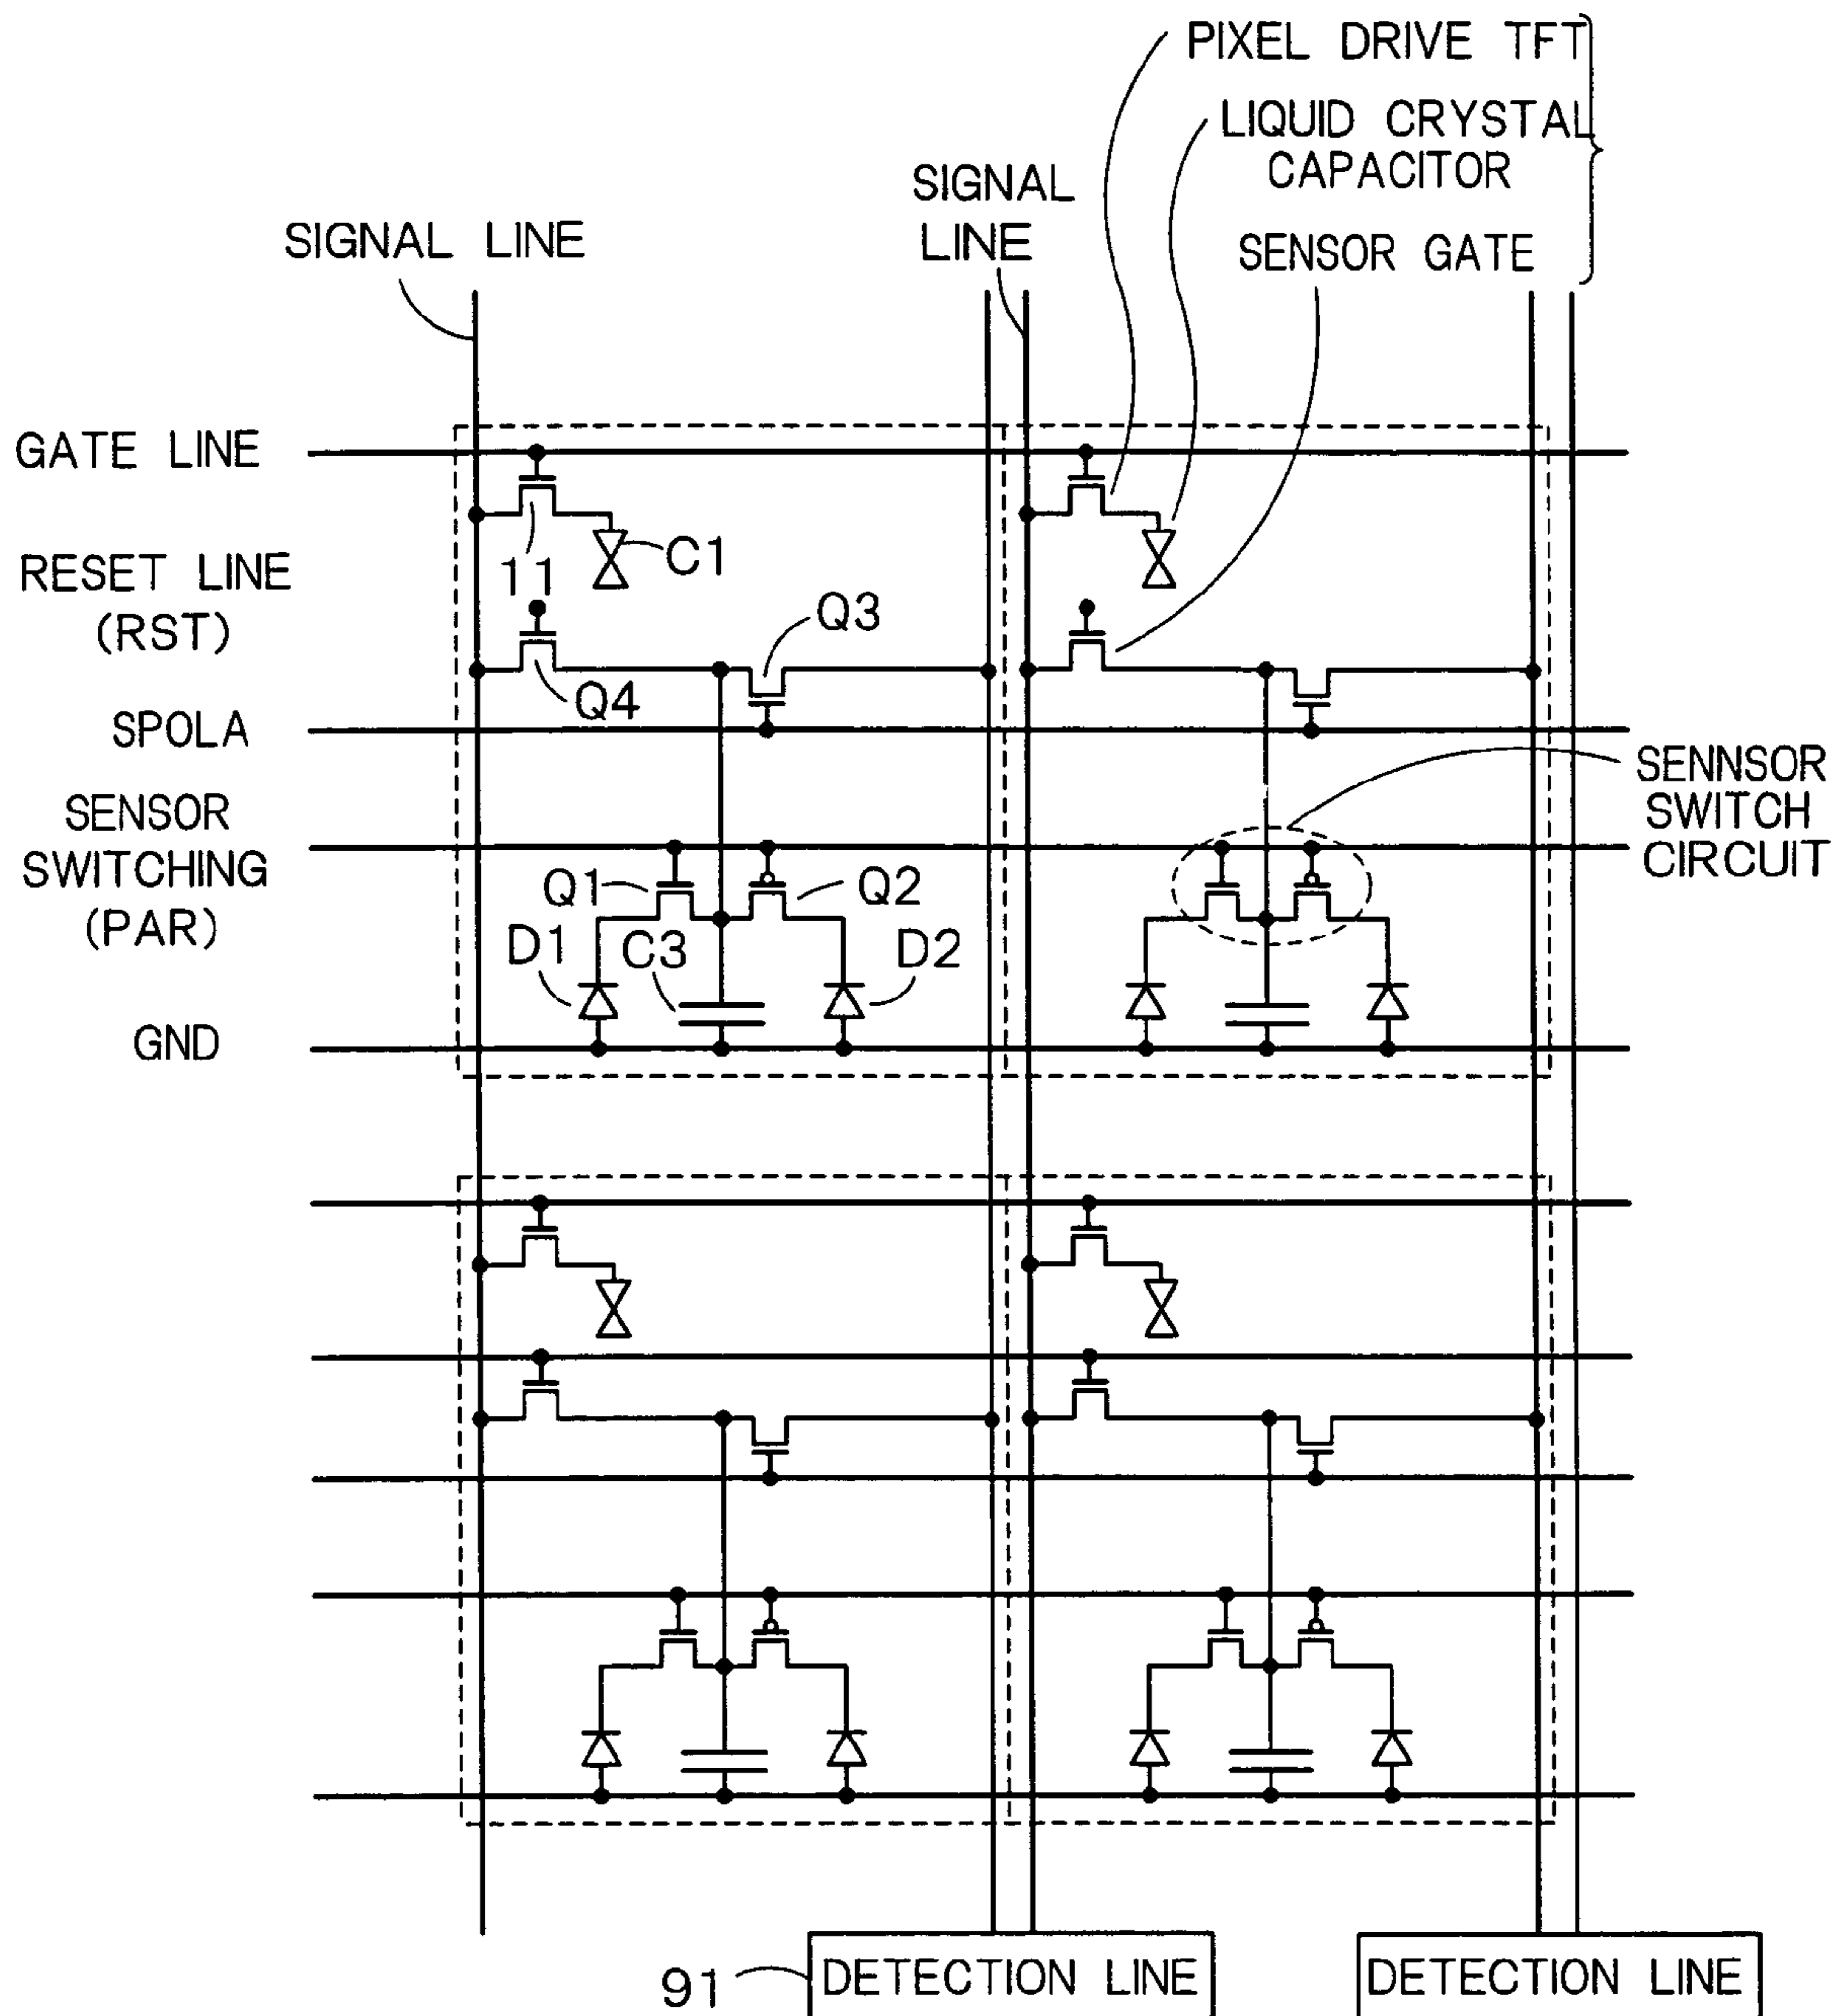 PIXEL DRIVE TFT
LIQUID CRYSTAL
CAPACITOR
SENSOR GATE
SIGNAL
LINE
SIGNAL LINE
GATE LINE
11
C1
RESET LINE
(RST)
Q3
Q4
SPOLA
SENNSOR
SWITCH
CIRCUIT
SENSOR
SWITCHING
(PAR)
Q1
Q2
D1
C3
D2
GND
91
DETECTION LINE
DETECTION LINE